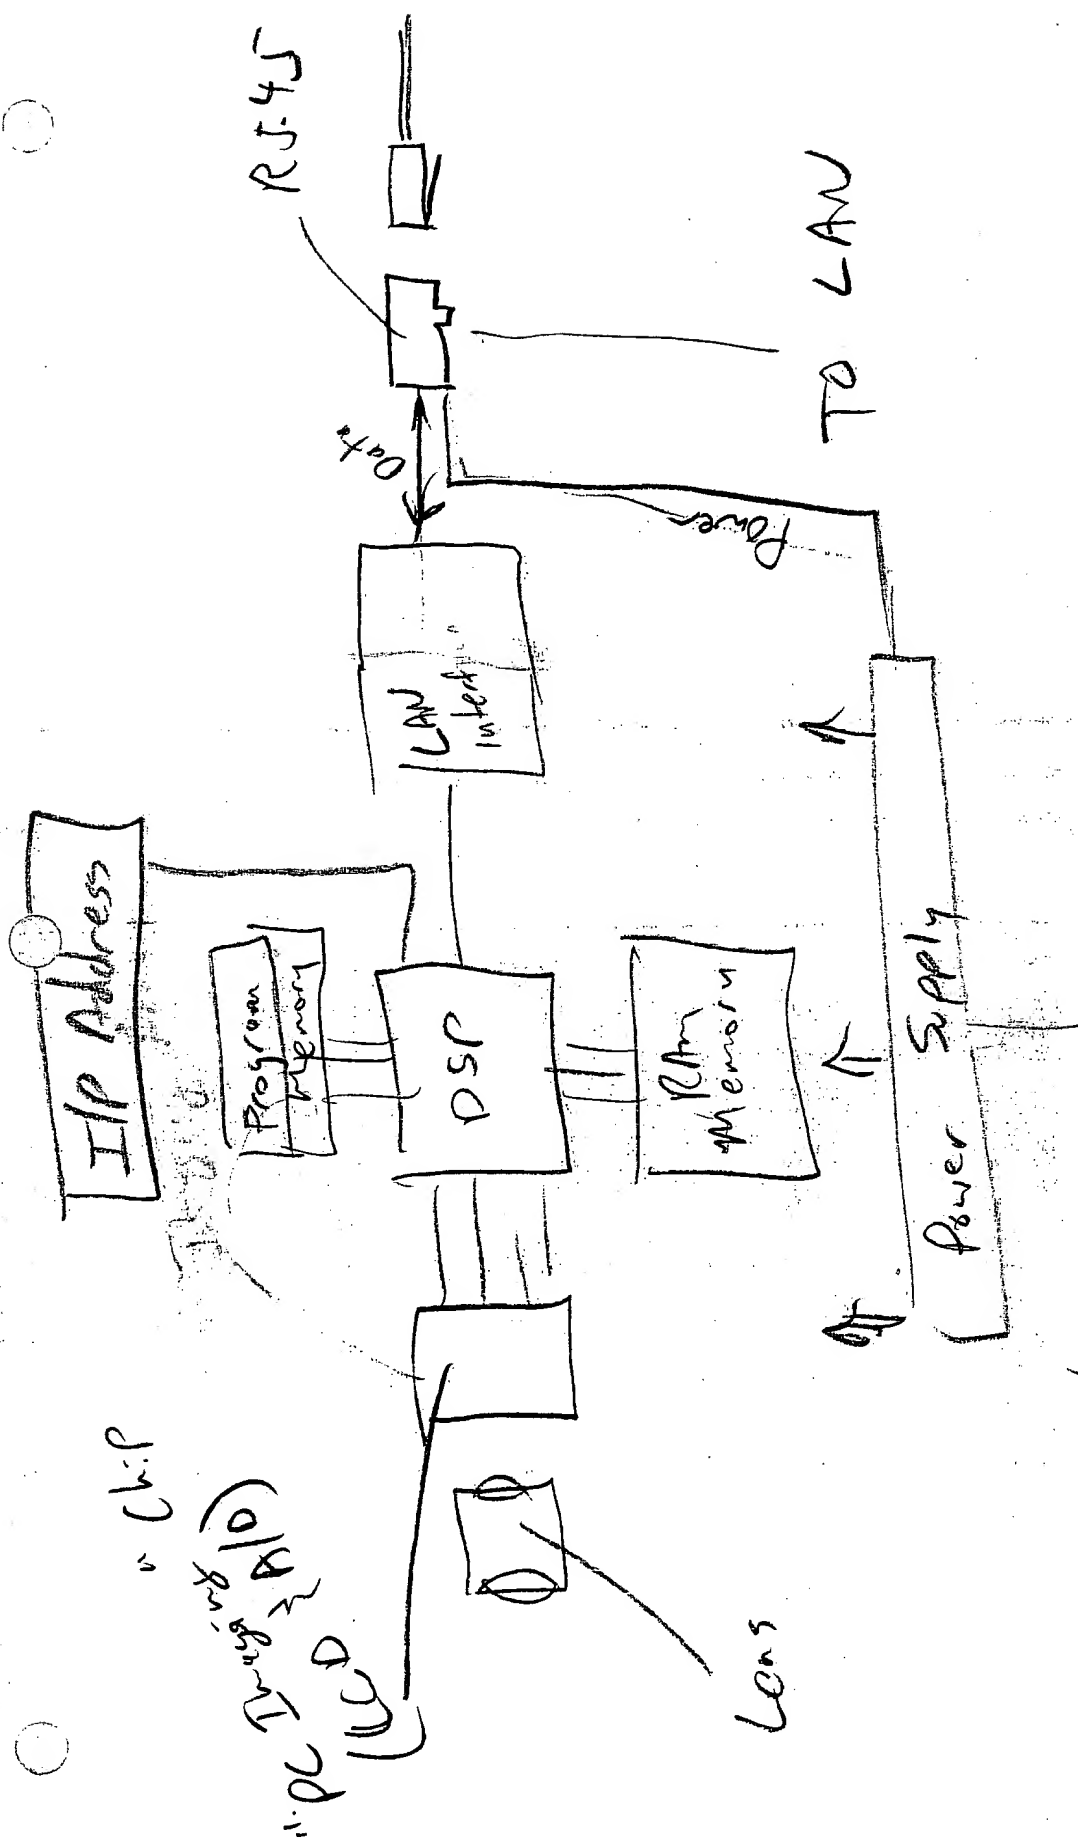 "PC Imaging
" Chip
(CCD & A/D)
Lens
I/P Address
Program
Memory
DSP
RAM
Memory
LAN
Data
RJ-45
TO LAN
Power
Power Supply